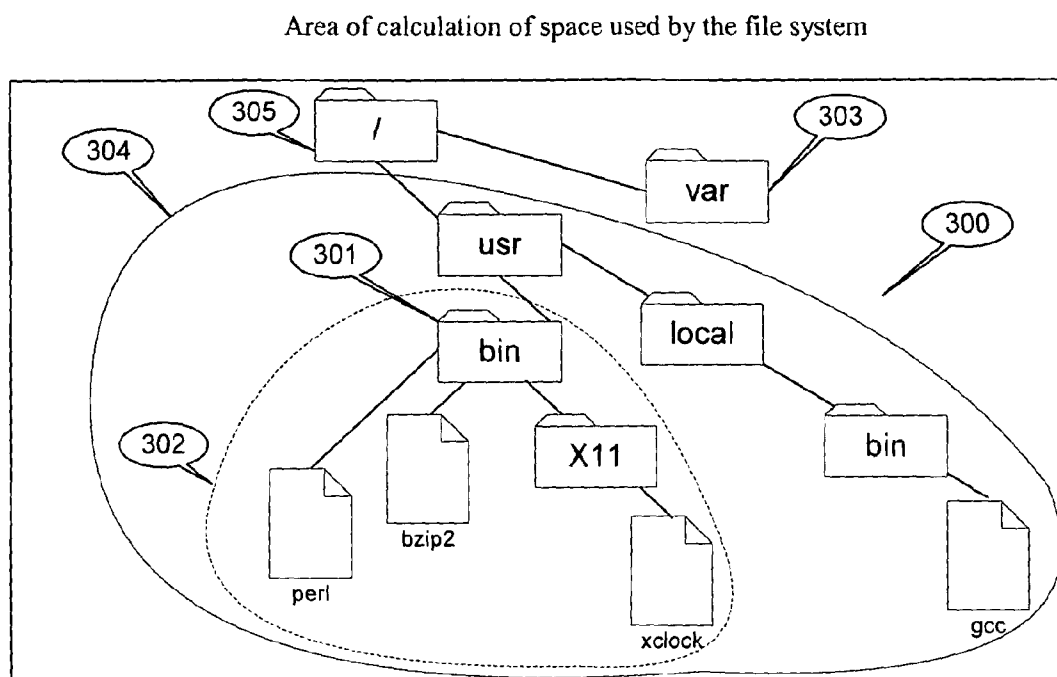 Area of calculation of space used by the file system
305
/
303
304
var
usr
300
301
bin
local
302
X11
bin
bzip2
perl
xclock
gcc